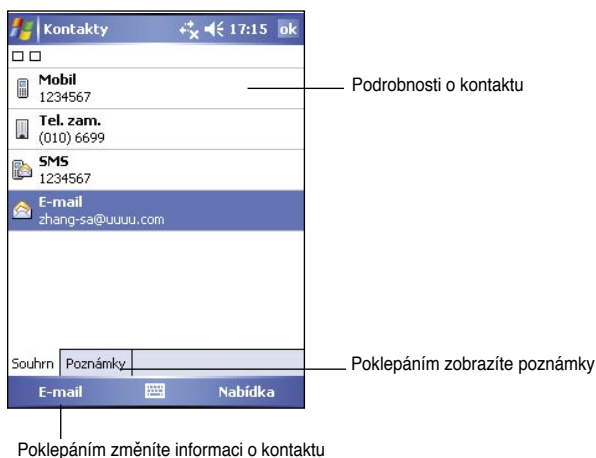 Kontakty 17:15 ok
□ □
Mobil
1234567
Podrobnosti o kontaktu
Tel. zam.
(010) 6699
SMS
1234567
E-mail
zhang-sa@uuuu.com
Souhrn Poznámky
Poklepáním zobrazíte poznámky
E-mail Nabídka
Poklepáním změníte informaci o kontaktu